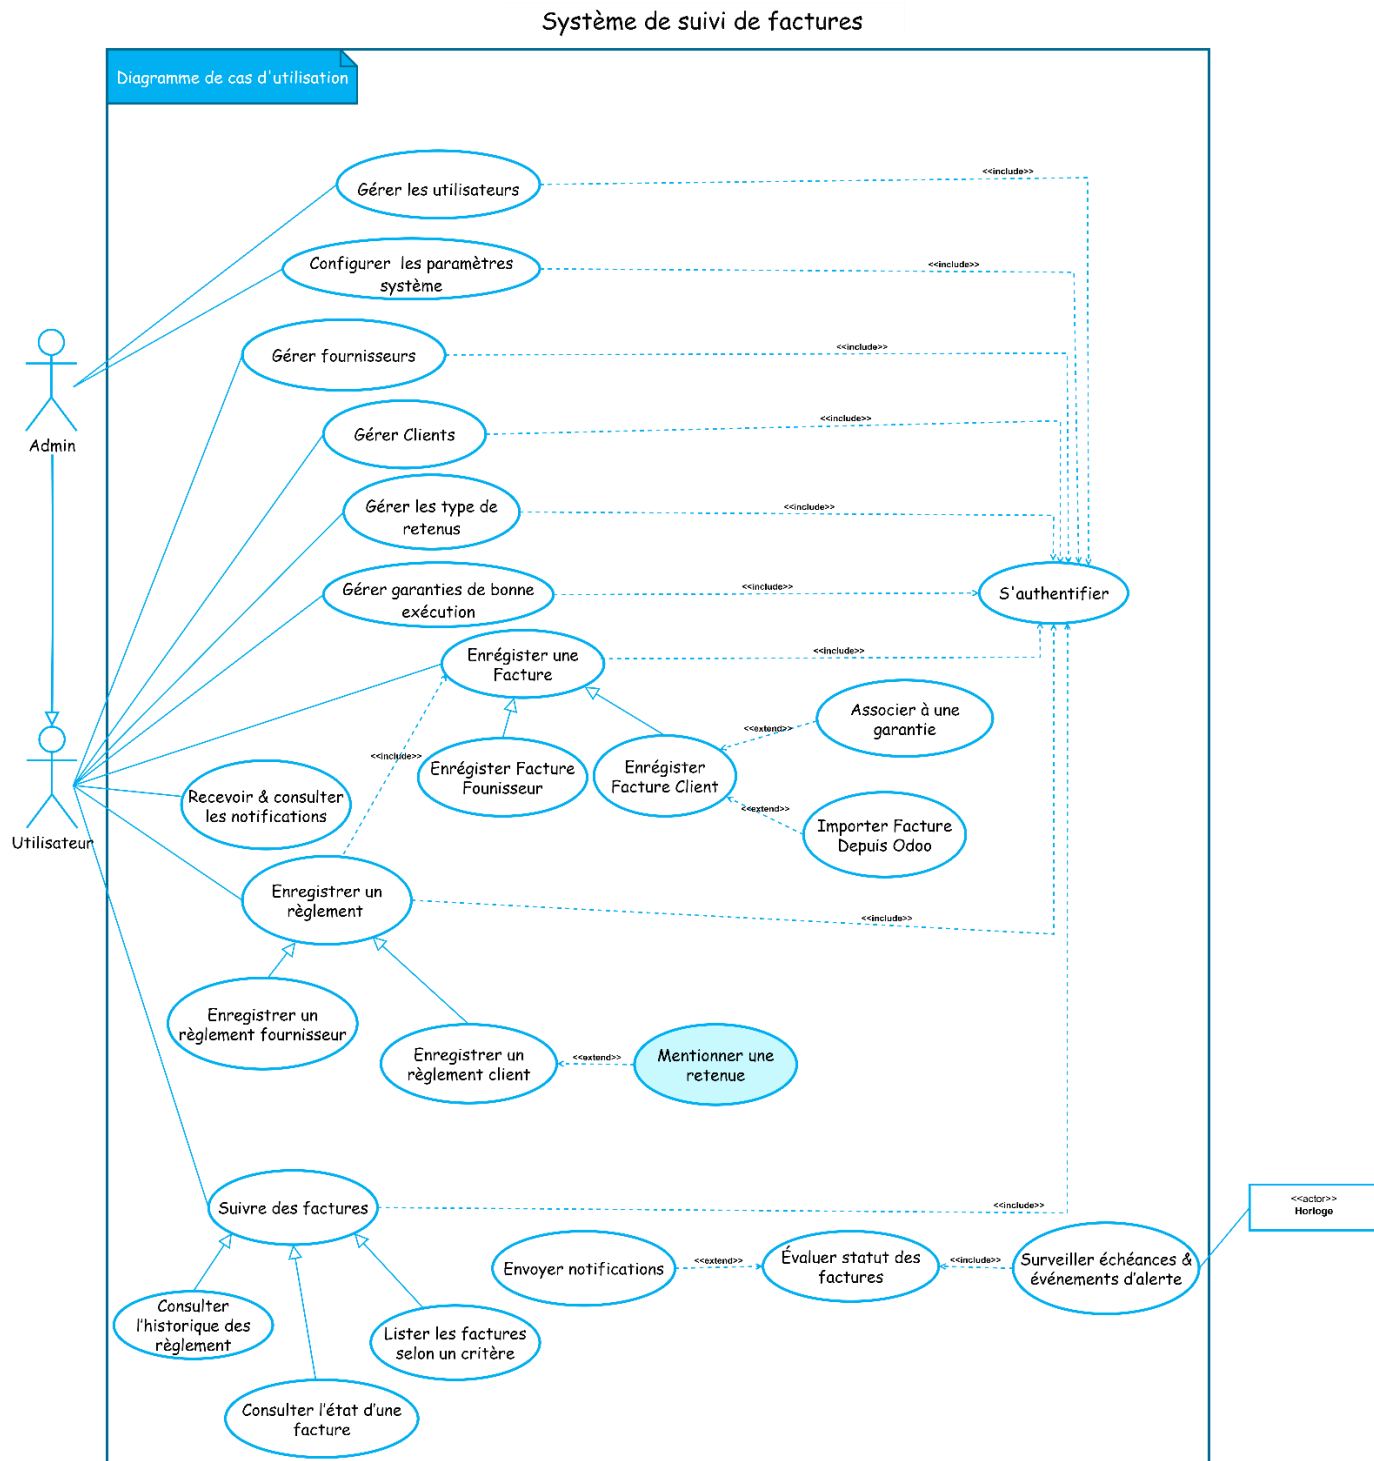 Système de suivi de factures
Diagramme de cas d'utilisation
<<include>>
Gérer les utilisateurs
Configurer les paramètres
système
<<include>>
Gérer fournisseurs
<<include>>
Gérer Clients
<<include>>
Admin
Gérer les type de
retenus
<<include>>
Gérer garanties de bonne
exécution
<<include>>
S'authentifier
Enrégister une
Facture
<<include>>
Associer à une
garantie
<<extend>>
<<include>>
Enrégister Facture
Founisseur
Enrégister
Facture Client
<<extend>>
Recevoir & consulter
les notifications
Importer Facture
Depuis Odoo
Utilisateur
Enregistrer un
règlement
<<include>>
Enregistrer un
règlement fournisseur
Enregistrer un
règlement client
<<extend>>
Mentionner une
retenue
Suivre des factures
<<include>>
<<actor>>
Horloge
Envoyer notifications
<<extend>>
Évaluer statut des
factures
<<include>>
Surveiller échéances &
événements d'alerte
Consulter
l'historique des
règlement
Lister les factures
selon un critère
Consulter l'état d'une
facture